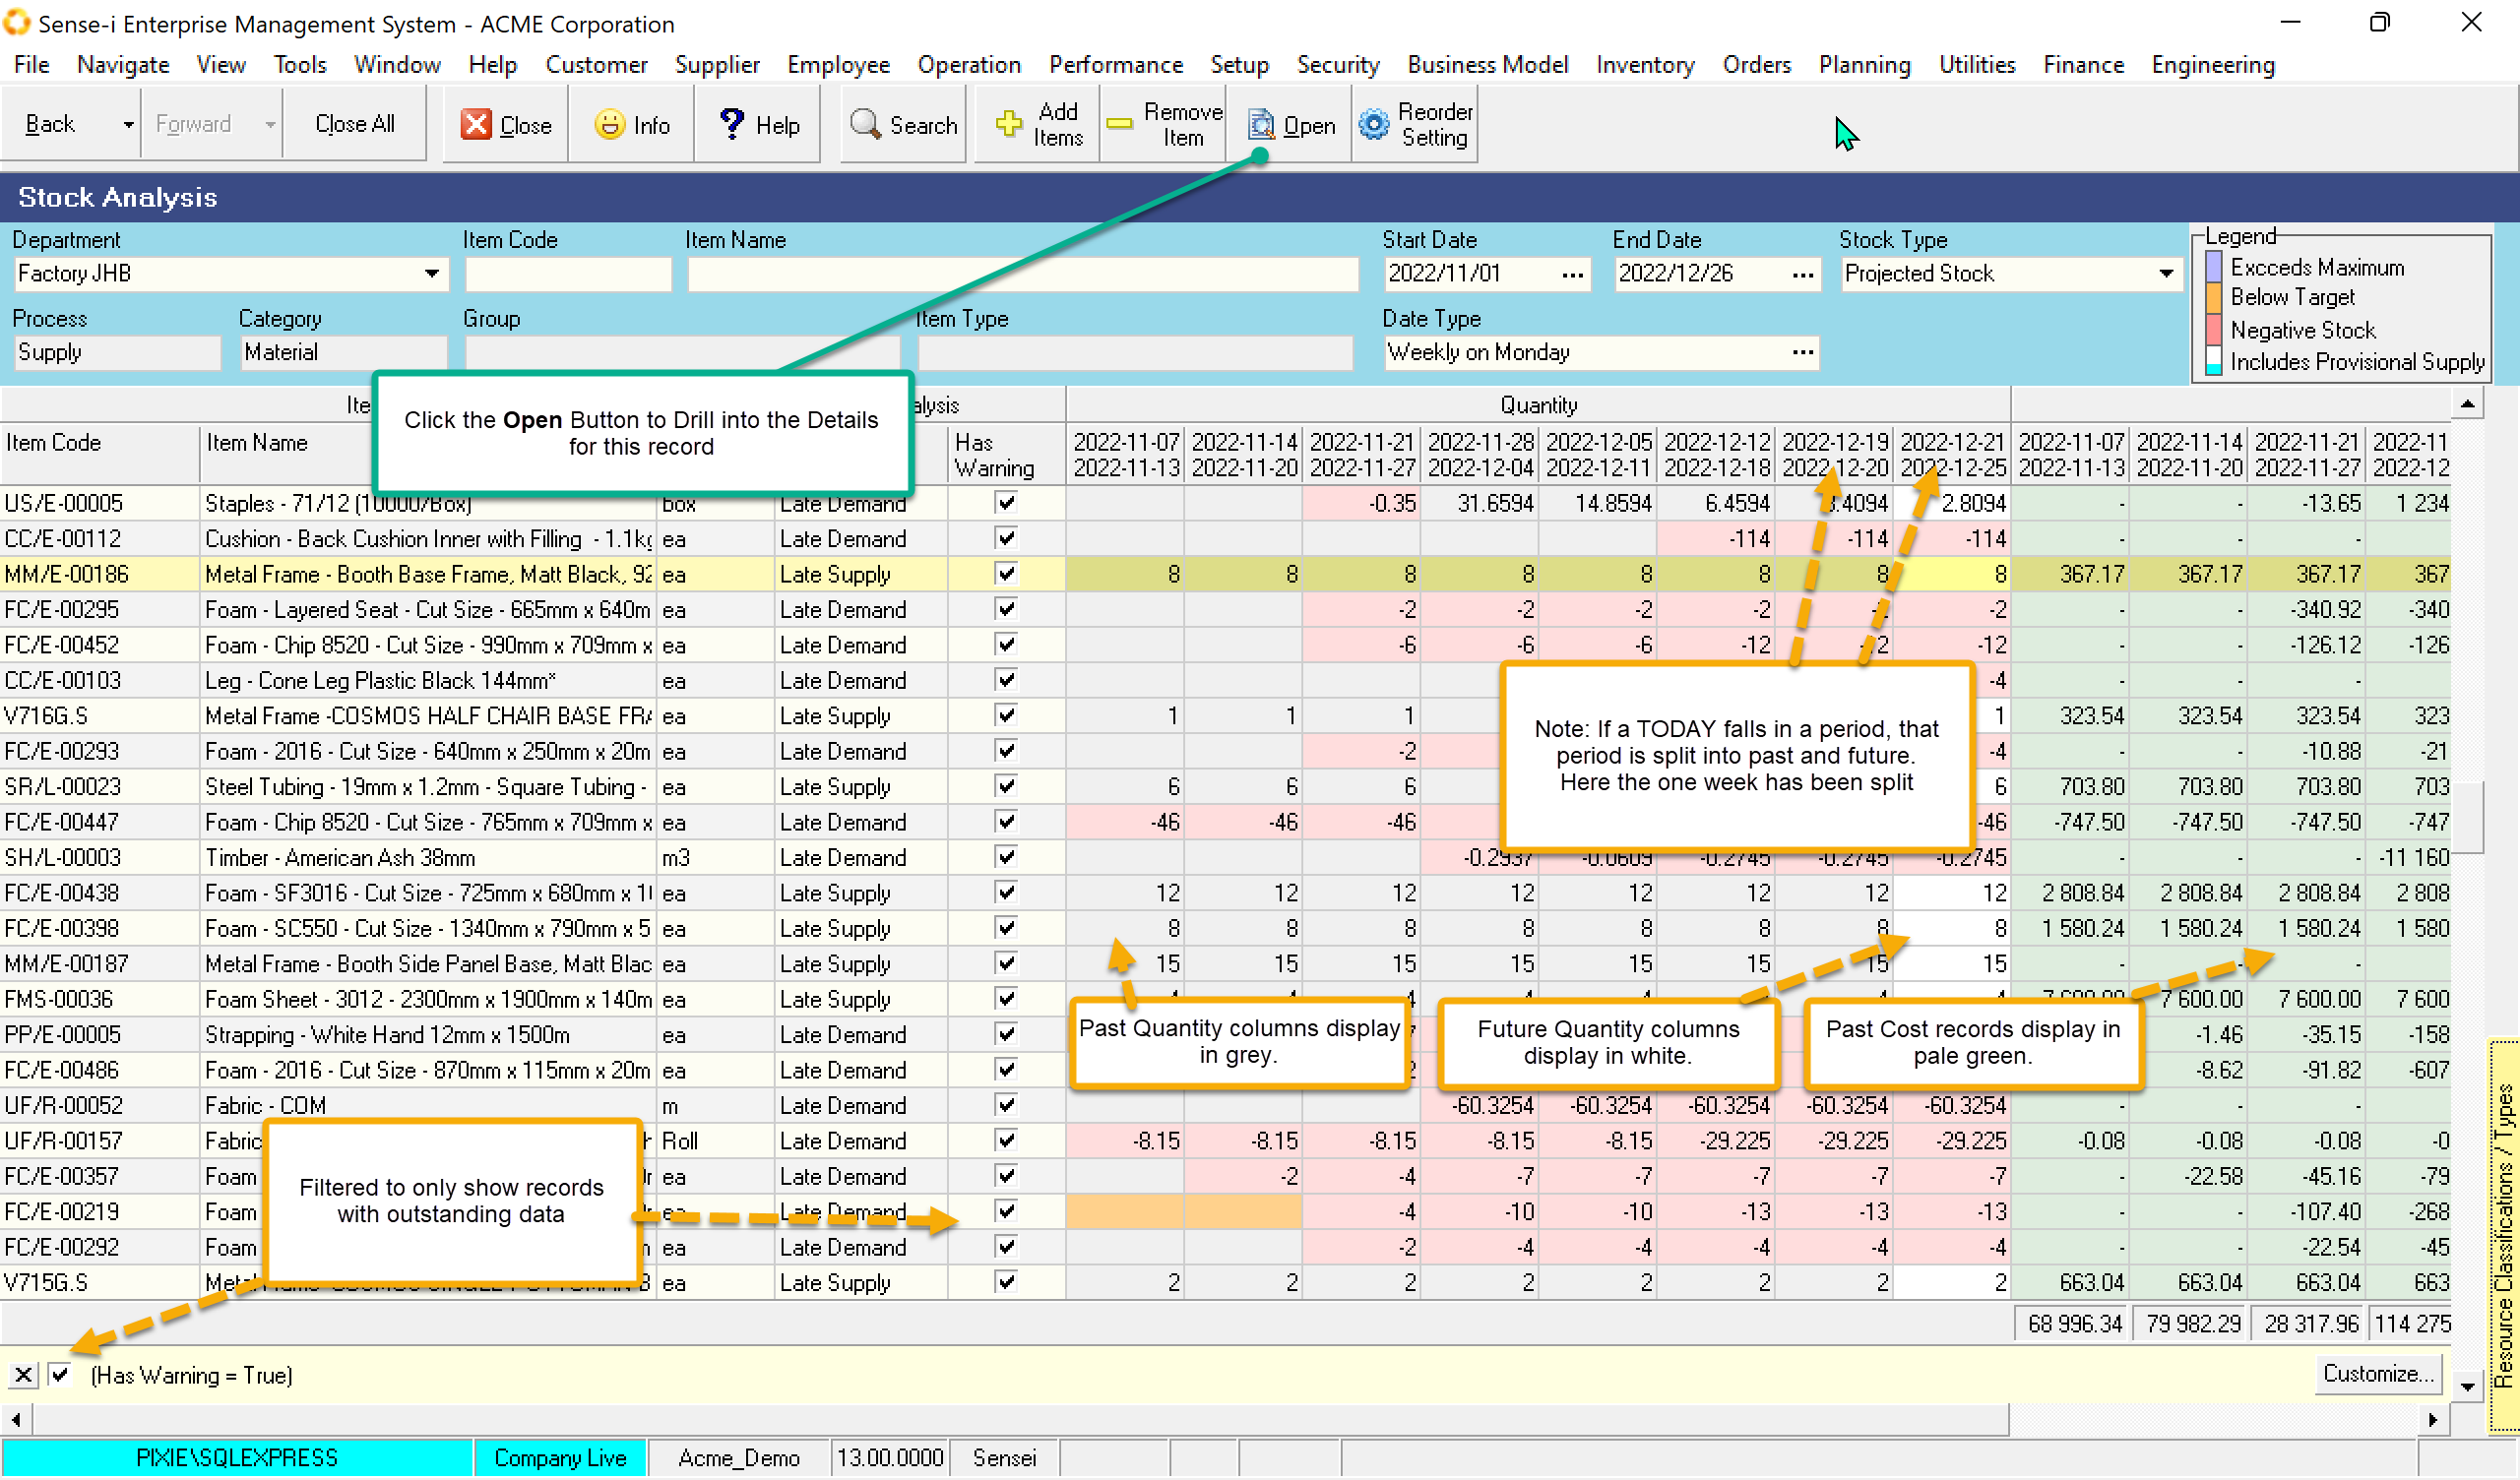 Sense-i Enterprise Management System - ACME Corporation
File Navigate View Tools Window Help Customer Supplier Employee Operation Performance Setup Security Business Model Inventory Orders Planning Utilities Finance Engineering
Back Forward Close All Close Info Help Search Add Items Remove Item Open Reorder Setting
Stock Analysis
Department Item Code Item Name Start Date End Date Stock Type
Factory JHB 2022/11/01 ... 2022/12/26 ... Projected Stock
Process Category Group Item Type Date Type
Supply Material Weekly on Monday ...
Legend
Exceeds Maximum
Below Target
Negative Stock
Includes Provisional Supply
Click the Open Button to Drill into the Details
for this record
Ite alysis Quantity
Item Code Item Name Has 2022-11-07 2022-11-14 2022-11-21 2022-11-28 2022-12-05 2022-12-12 2022-12-19 2022-12-21 2022-11-07 2022-11-14 2022-11-21 2022-11
Warning 2022-11-13 2022-11-20 2022-11-27 2022-12-04 2022-12-11 2022-12-18 2022-12-20 2022-12-25 2022-11-13 2022-11-20 2022-11-27 2022-12
US/E-00005 Staples - 71/12 (10000/Box) box Late Demand -0.35 31.6594 14.8594 6.4594 .4094 2.8094 - - -13.65 1 234
CC/E-00112 Cushion - Back Cushion Inner with Filling - 1.1kg ea Late Demand -114 -114 -114 - - -
MM/E-00186 Metal Frame - Booth Base Frame, Matt Black, 92 ea Late Supply 8 8 8 8 8 8 8 8 367.17 367.17 367.17 367
FC/E-00295 Foam - Layered Seat - Cut Size - 665mm x 640m ea Late Demand -2 -2 -2 -2 -2 - - -340.92 -340
FC/E-00452 Foam - Chip 8520 - Cut Size - 990mm x 709mm x ea Late Demand -6 -6 -6 -12 -12 - - -126.12 -126
CC/E-00103 Leg - Cone Leg Plastic Black 144mm* ea Late Demand -4 - - -
V716G.S Metal Frame -COSMOS HALF CHAIR BASE FRA ea Late Supply 1 1 1 1 323.54 323.54 323.54 323
FC/E-00293 Foam - 2016 - Cut Size - 640mm x 250mm x 20m ea Late Demand -2 -4 - - -10.88 -21
SR/L-00023 Steel Tubing - 19mm x 1.2mm - Square Tubing - ea Late Supply 6 6 6 6 703.80 703.80 703.80 703
FC/E-00447 Foam - Chip 8520 - Cut Size - 765mm x 709mm x ea Late Demand -46 -46 -46 -46 -747.50 -747.50 -747.50 -747
Note: If a TODAY falls in a period, that
period is split into past and future.
Here the one week has been split
SH/L-00003 Timber - American Ash 38mm m3 Late Demand -0.2937 -0.0609 -0.2745 -0.2745 -0.2745 - - - -11 160
FC/E-00438 Foam - SF3016 - Cut Size - 725mm x 680mm x 1 ea Late Supply 12 12 12 12 12 12 12 12 2 808.84 2 808.84 2 808.84 2 808
FC/E-00398 Foam - SC550 - Cut Size - 1340mm x 790mm x 5 ea Late Supply 8 8 8 8 8 8 8 8 1 580.24 1 580.24 1 580.24 1 580
MM/E-00187 Metal Frame - Booth Side Panel Base, Matt Blac ea Late Supply 15 15 15 15 15 15 15 15 - - -
FMS-00036 Foam Sheet - 3012 - 2300mm x 1900mm x 140m ea Late Supply 4 4 4 4 4 4 4 4 7 600.00 7 600.00 7 600.00 7 600
PP/E-00005 Strapping - White Hand 12mm x 1500m ea Late Demand -1.46 -35.15 -158
FC/E-00486 Foam - 2016 - Cut Size - 870mm x 115mm x 20m ea Late Demand -8.62 -91.82 -607
Past Quantity columns display
in grey.
Future Quantity columns
display in white.
Past Cost records display in
pale green.
UF/R-00052 Fabric - COM m Late Demand -60.3254 -60.3254 -60.3254 -60.3254 -60.3254 - - -
UF/R-00157 Fabric Roll Late Demand -8.15 -8.15 -8.15 -8.15 -8.15 -29.225 -29.225 -29.225 -0.08 -0.08 -0.08 -0
FC/E-00357 Foam ea Late Demand -2 -4 -7 -7 -7 -7 -7 - -22.58 -45.16 -79
FC/E-00219 Foam ea Late Demand -4 -10 -10 -13 -13 -13 - - -107.40 -268
FC/E-00292 Foam ea Late Demand -2 -4 -4 -4 -4 -4 - - -22.54 -45
V715G.S ea Late Supply 2 2 2 2 2 2 2 2 663.04 663.04 663.04 663
Filtered to only show records
with outstanding data
68 996.34 79 982.29 28 317.96 114 275
(Has Warning = True) Customize...
Resource Classifications / Types
PIXIE\SQLEXPRESS Company Live Acme_Demo 13.00.0000 Sensei